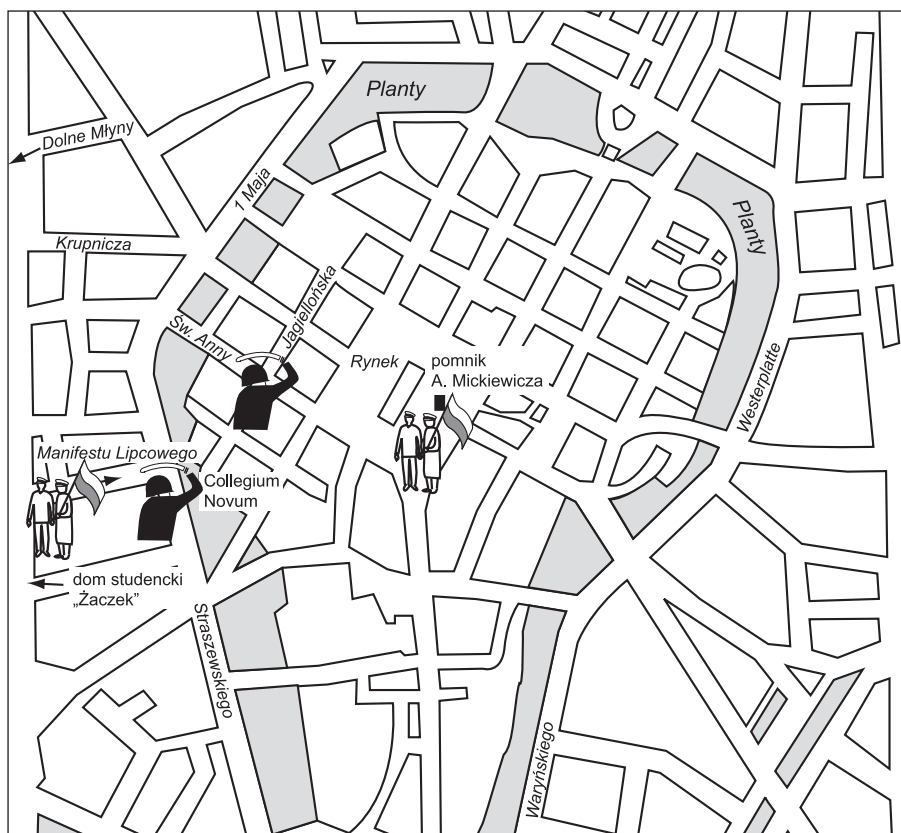 Planty
Dolne Młyny
1 Maja
Planty
Krupnicza
Jagiellońska
Św. Anny
Rynek
pomnik
A. Mickiewicza
Westerplatte
Manifestu Lipcowego
Collegium
Novum
dom studencki
„Żaczek”
Straszewskiego
Waryńskiego